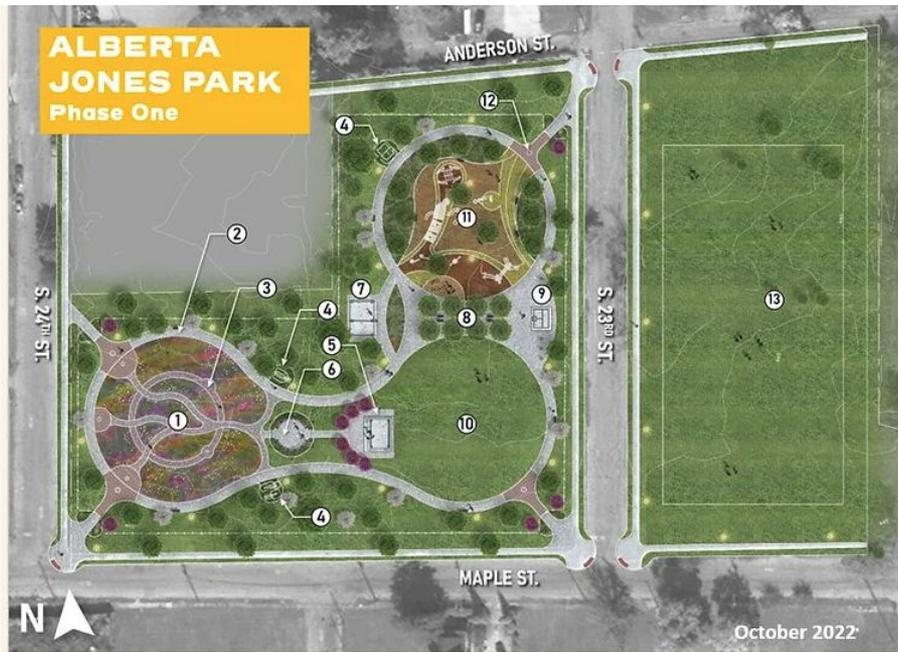 ALBERTA
JONES PARK
Phase One
ANDERSON ST.
12
4
2
11
3
7
9
8
S. 24TH ST.
S. 23RD ST.
13
4
5
6
1
10
4
MAPLE ST.
N
October 2022